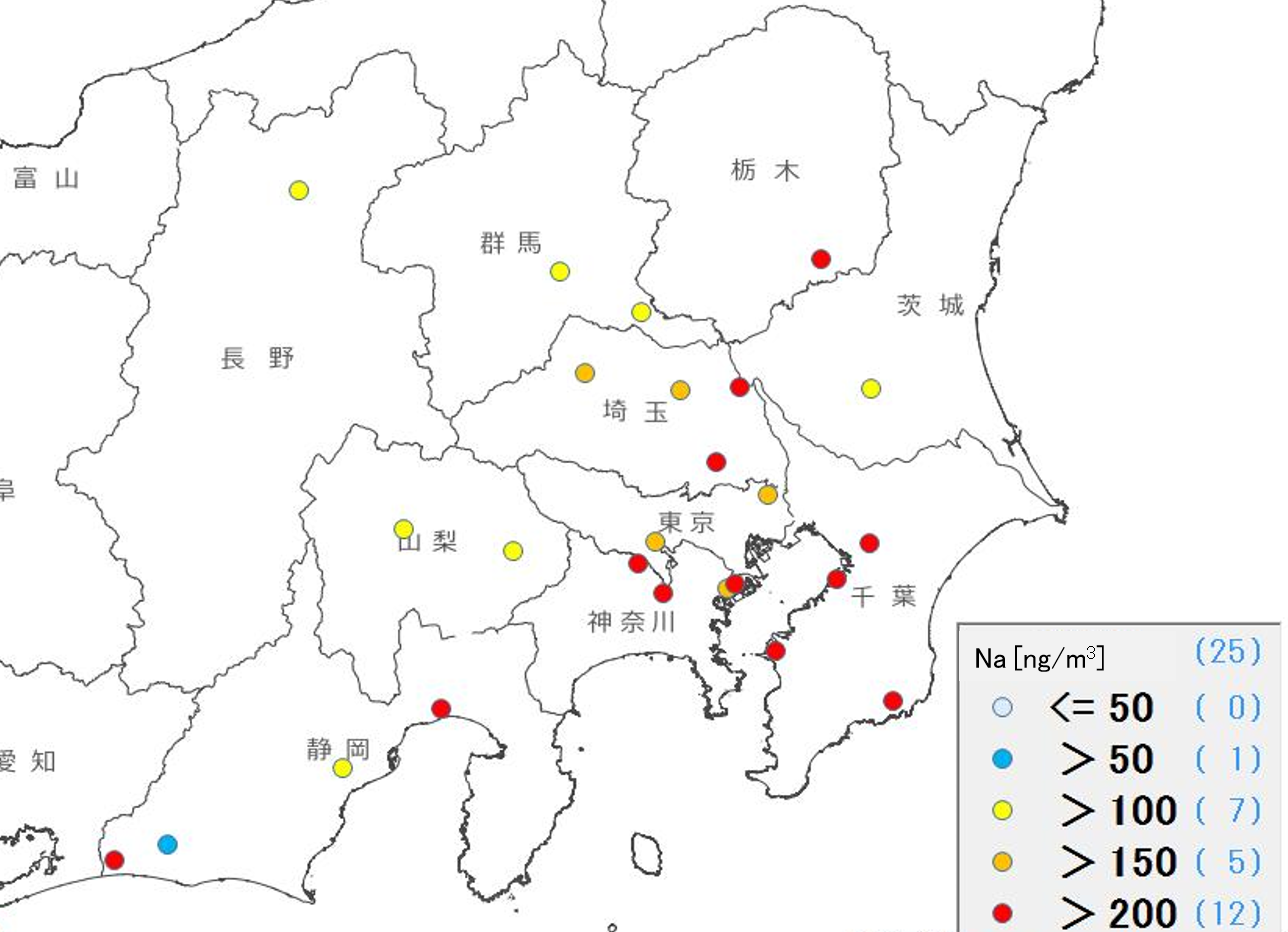 栃 木
富 山
群 馬
茨 城
長 野
埼 玉
阜
東 京
山 梨
千 葉
神 奈 川
静 岡
愛 知
Na [ng/m³] (25)
<= 50 ( 0)
> 50 ( 1)
> 100 ( 7)
> 150 ( 5)
> 200 (12)